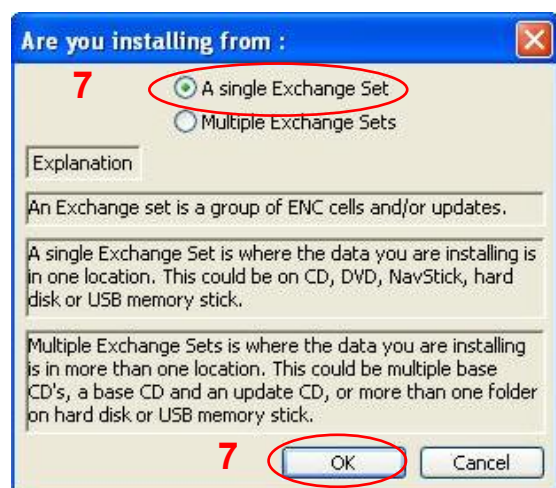 Are you installing from :
7
A single Exchange Set
Multiple Exchange Sets
Explanation
An Exchange set is a group of ENC cells and/or updates.
A single Exchange Set is where the data you are installing is
in one location. This could be on CD, DVD, NavStick, hard
disk or USB memory stick.
Multiple Exchange Sets is where the data you are installing
is in more than one location. This could be multiple base
CD's, a base CD and an update CD, or more than one folder
on hard disk or USB memory stick.
7
OK
Cancel